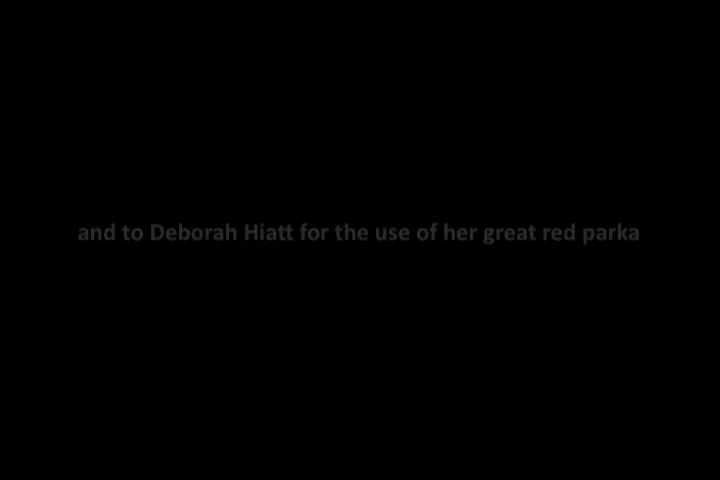 and to Deborah Hiatt for the use of her great red parka